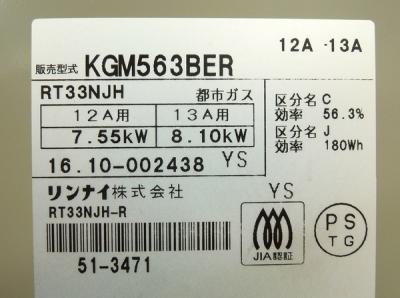 12A・13A
販売型式 KGM563BER
RT33NJH 都市ガス
12A用 13A用
7.55kW 8.10kW
区分名 C
効率 56.3%
区分名 J
効率 180Wh
16.10-002438 YS
リンナイ株式会社
RT33NJH-R
YS
JIA認証
PS
TG
51-3471